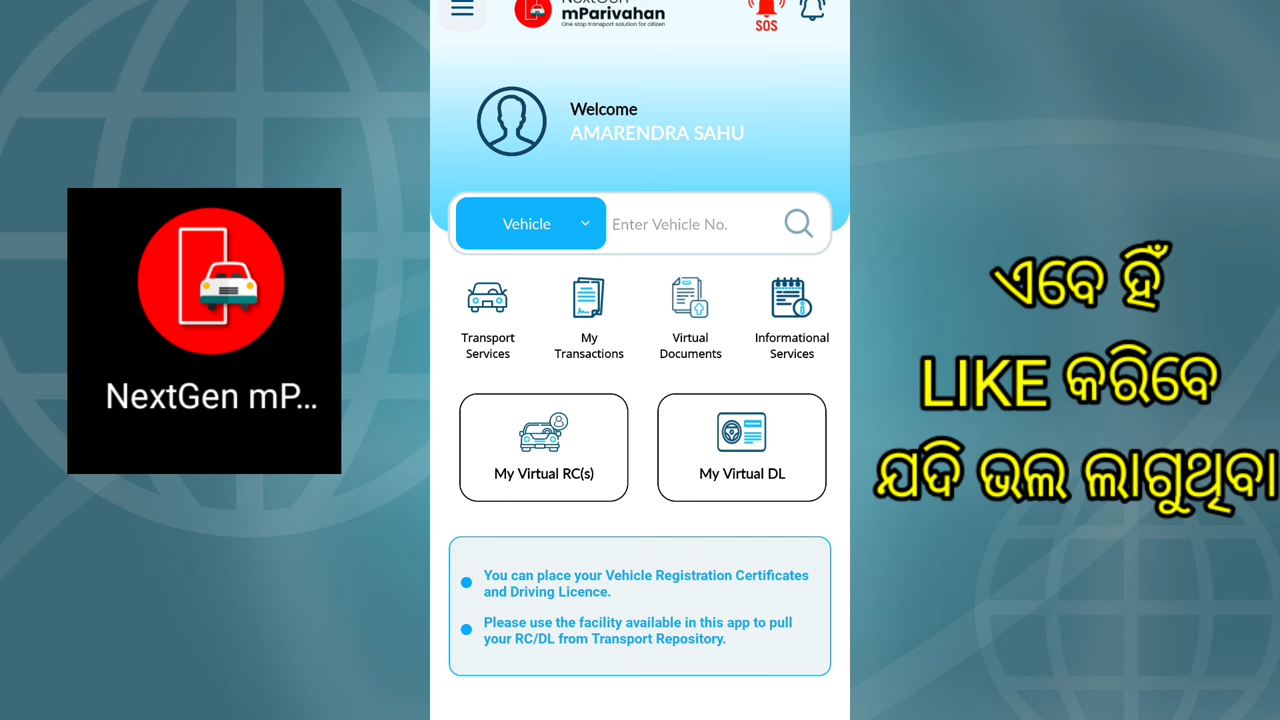 NextGen
mParivahan
One stop transport solution for citizen
SOS
Welcome
AMARENDRA SAHU
Vehicle
Enter Vehicle No.
Transport
Services
My
Transactions
Virtual
Documents
Informational
Services
My Virtual RC(s)
My Virtual DL
You can place your Vehicle Registration Certificates
and Driving Licence.
Please use the facility available in this app to pull
your RC/DL from Transport Repository.
NextGen mP...
ଏବେ ହିଁ
LIKE କରିବେ
ଯଦି ଭଲ ଲାଗୁଥିବା